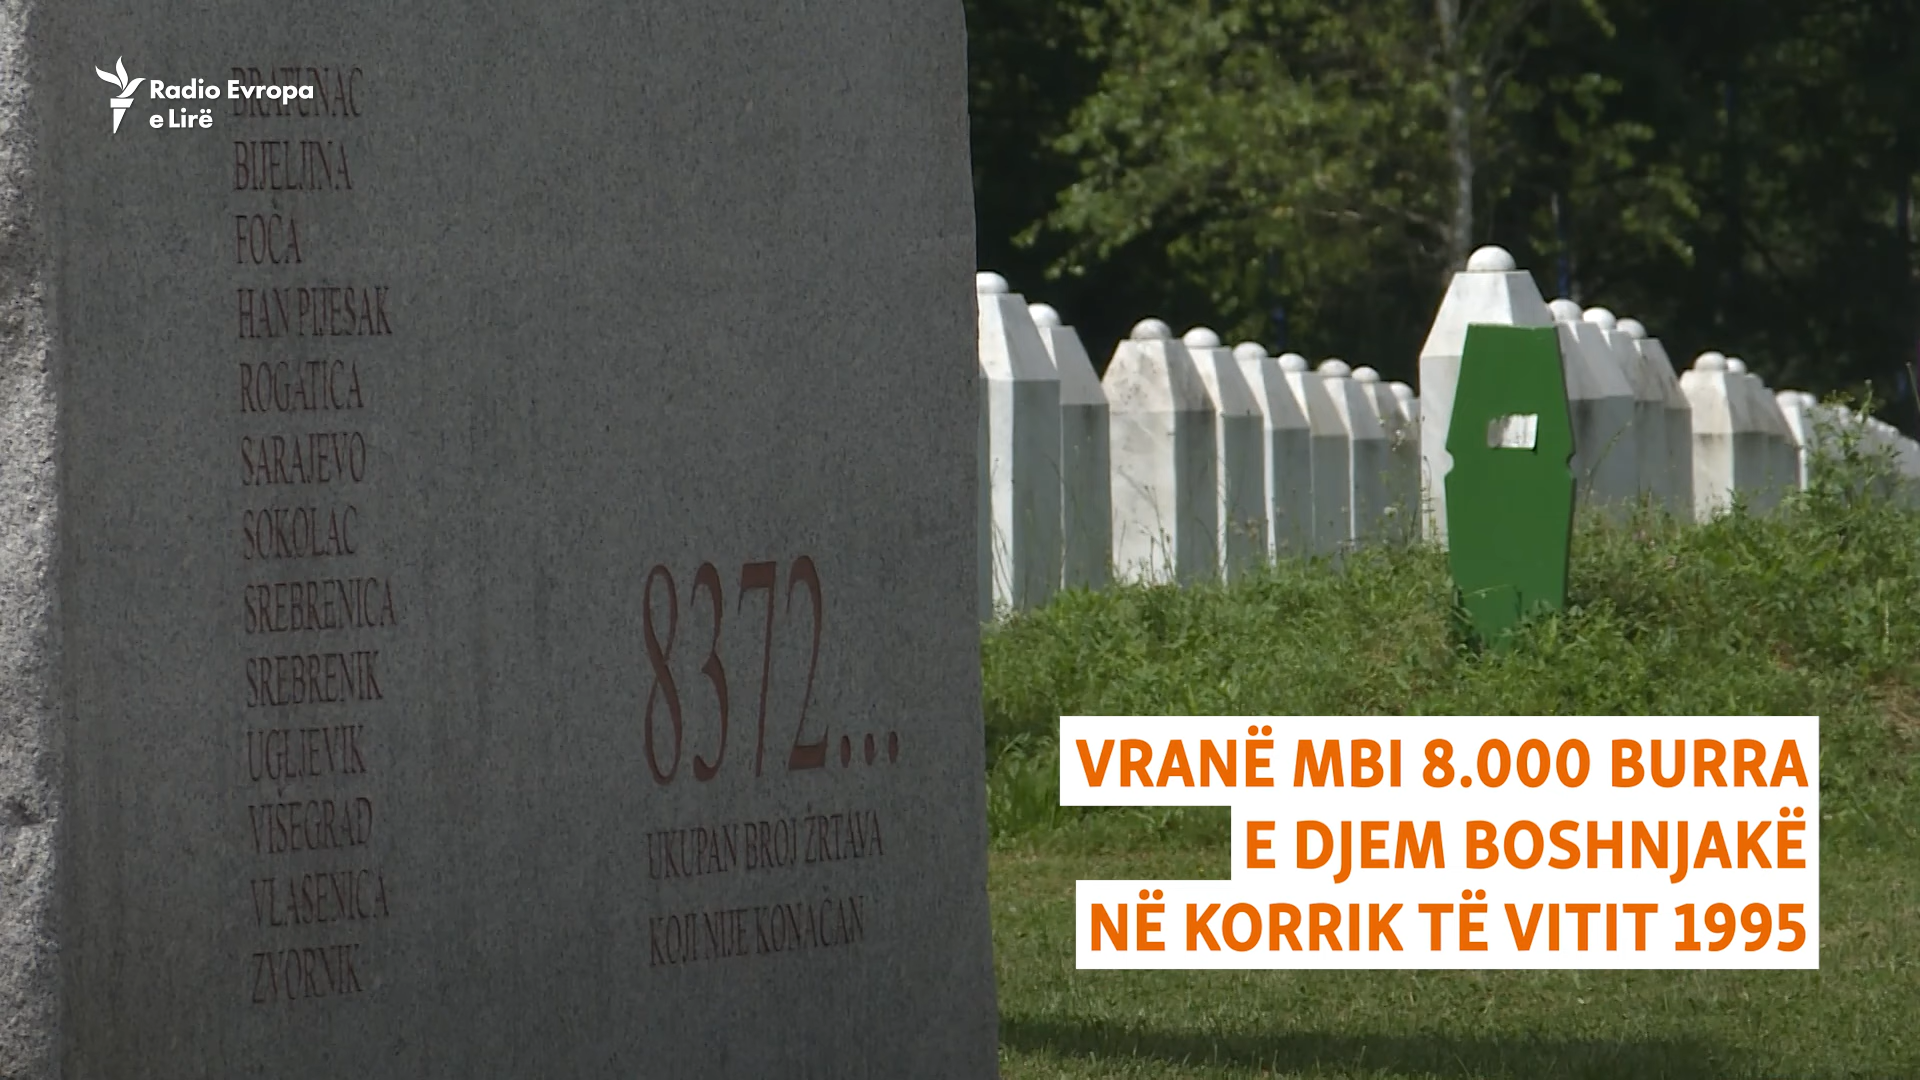 Radio Evropa
e Lirë
BRATUNAC
BIJELJINA
FOČA
HAN PIJESAK
ROGATICA
SARAJEVO
SOKOLAC
SREBRENICA
SREBRENIK
UGLJEVIK
VIŠEGRAD
VLASENICA
ZVORNIK
8372...
UKUPAN BROJ ŽRTAVA
KOJI NIJE KONAČAN
VRANË MBI 8.000 BURRA
E DJEM BOSHNJAKË
NË KORRIK TË VITIT 1995